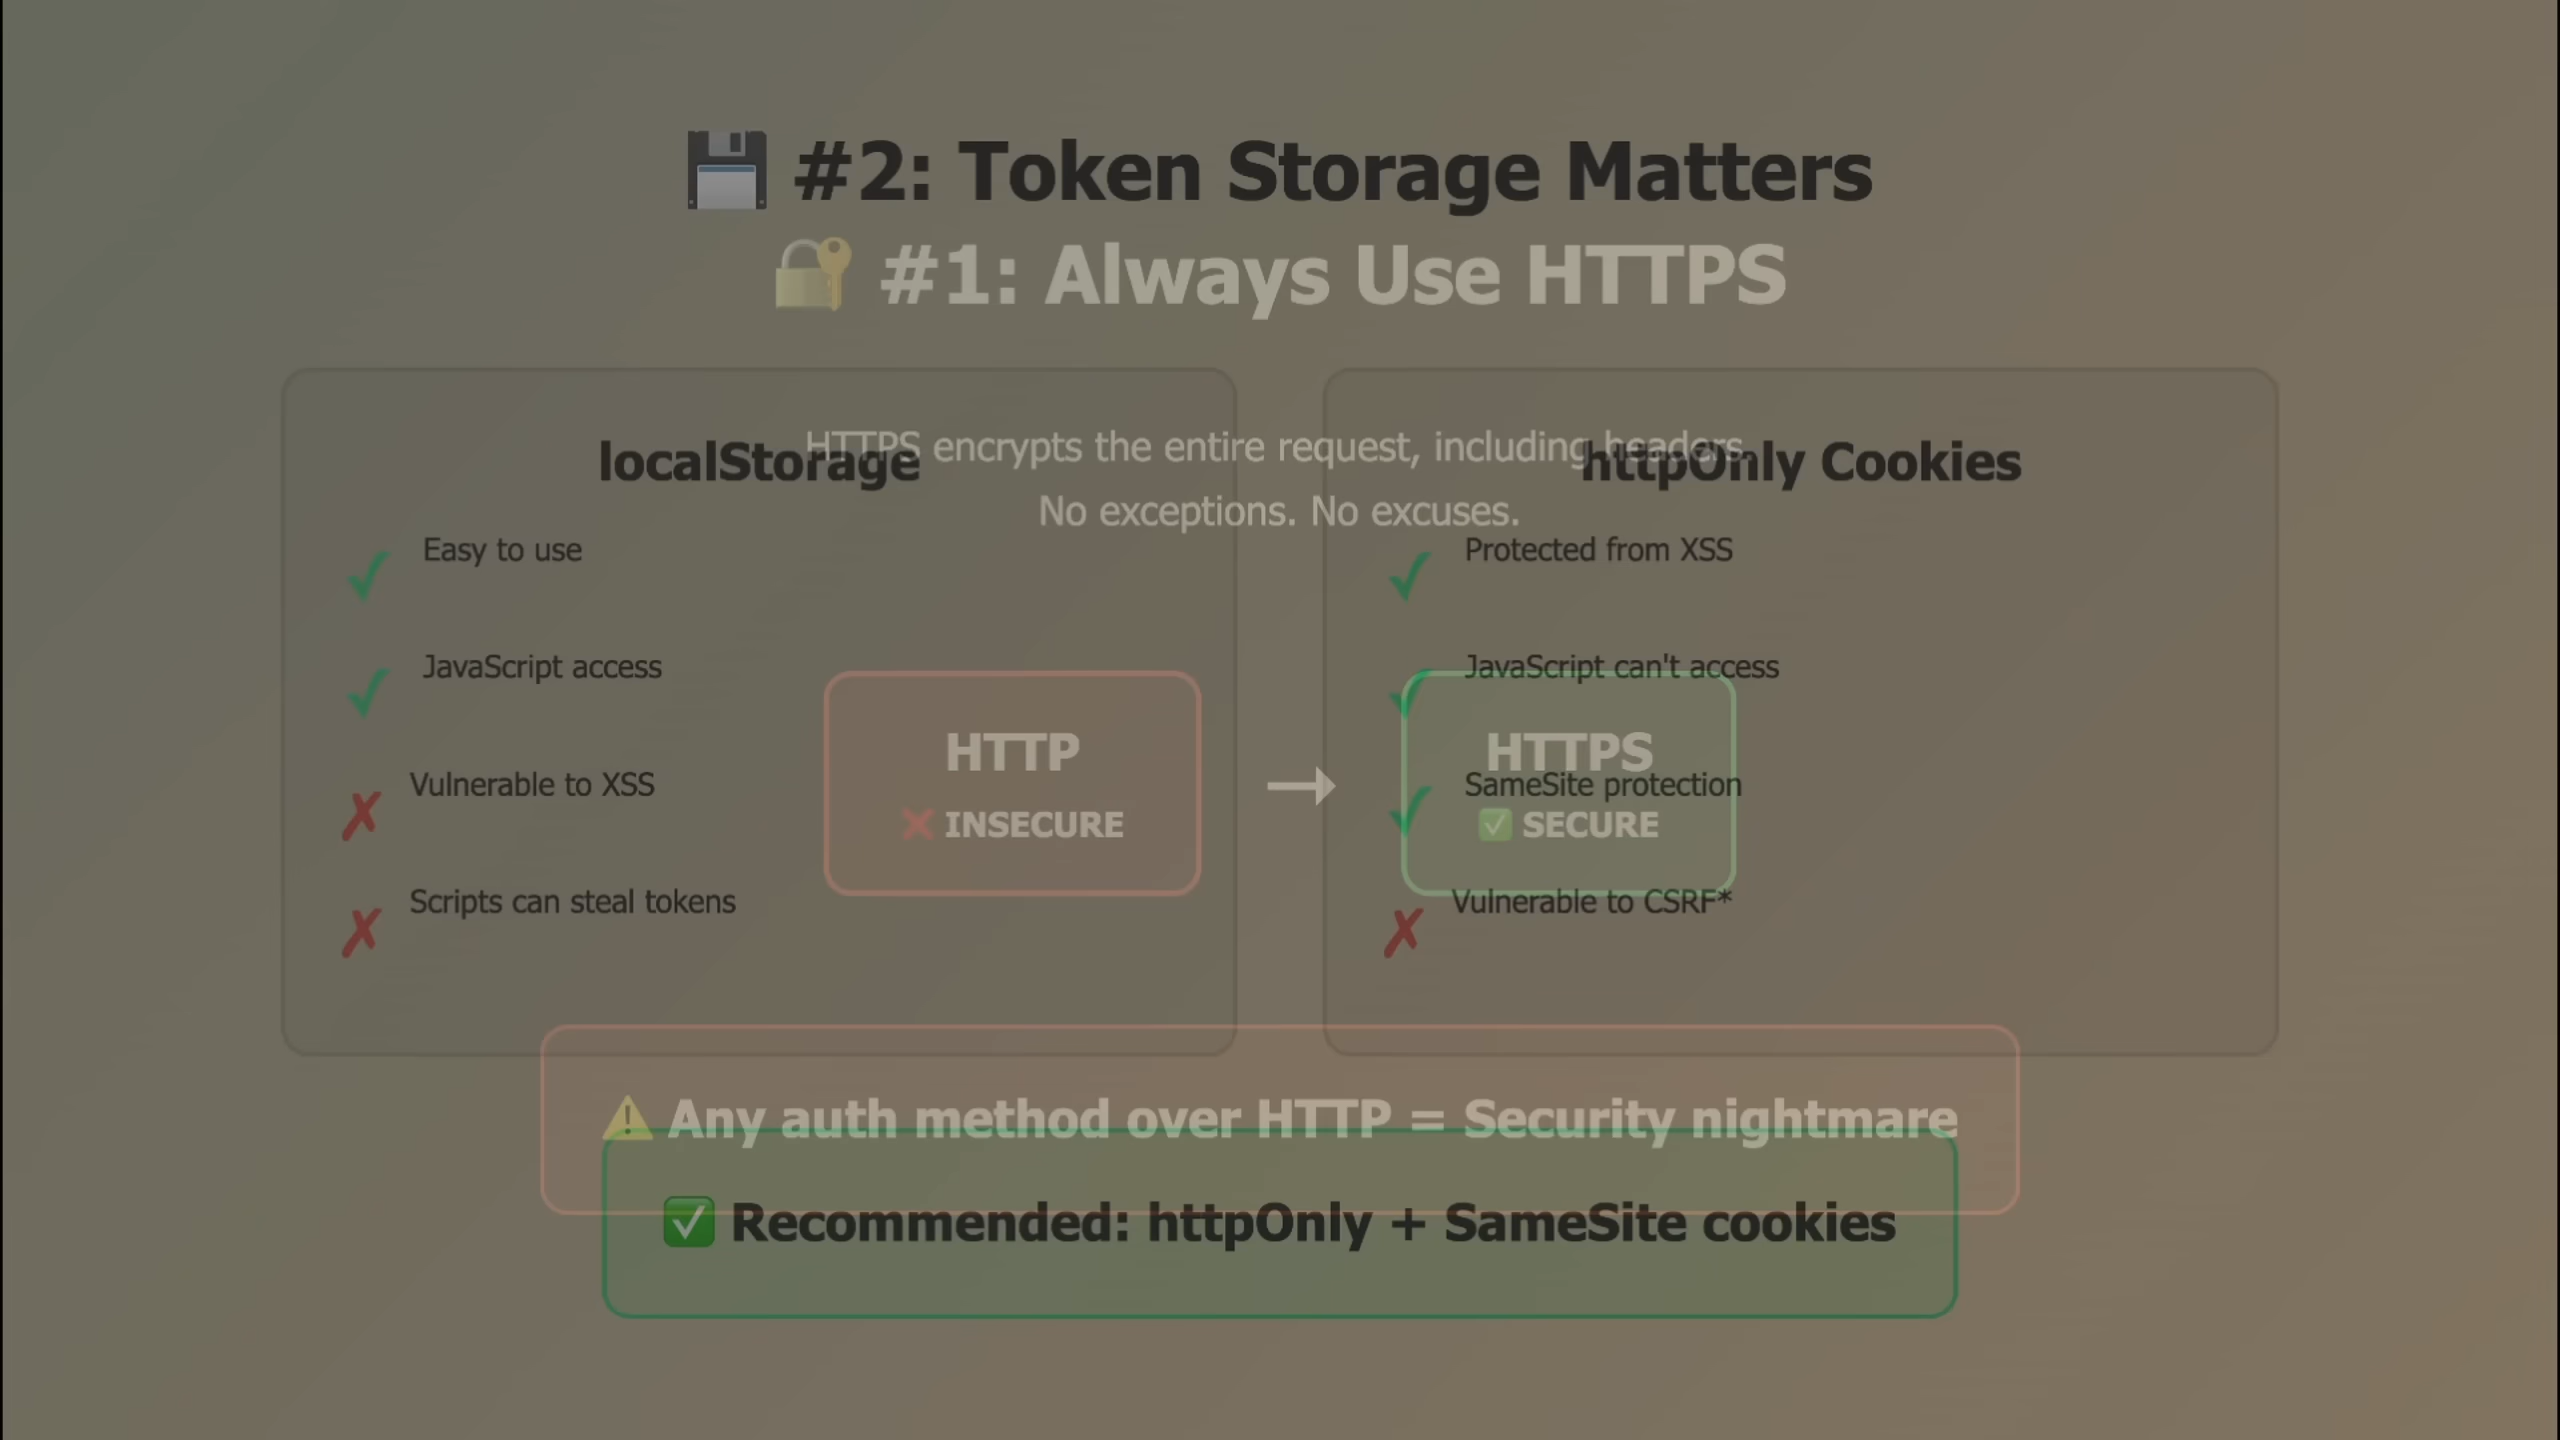 💾 #2: Token Storage Matters
🔐 #1: Always Use HTTPS
HTTPS encrypts the entire request, including headers.
No exceptions. No excuses.
localStorage
✓ Easy to use
✓ JavaScript access
✗ Vulnerable to XSS
✗ Scripts can steal tokens
httpOnly Cookies
✓ Protected from XSS
✓ JavaScript can't access
✓ SameSite protection
✗ Vulnerable to CSRF*
HTTP
❌ INSECURE
→
HTTPS
✅ SECURE
⚠️ Any auth method over HTTP = Security nightmare
✅ Recommended: httpOnly + SameSite cookies